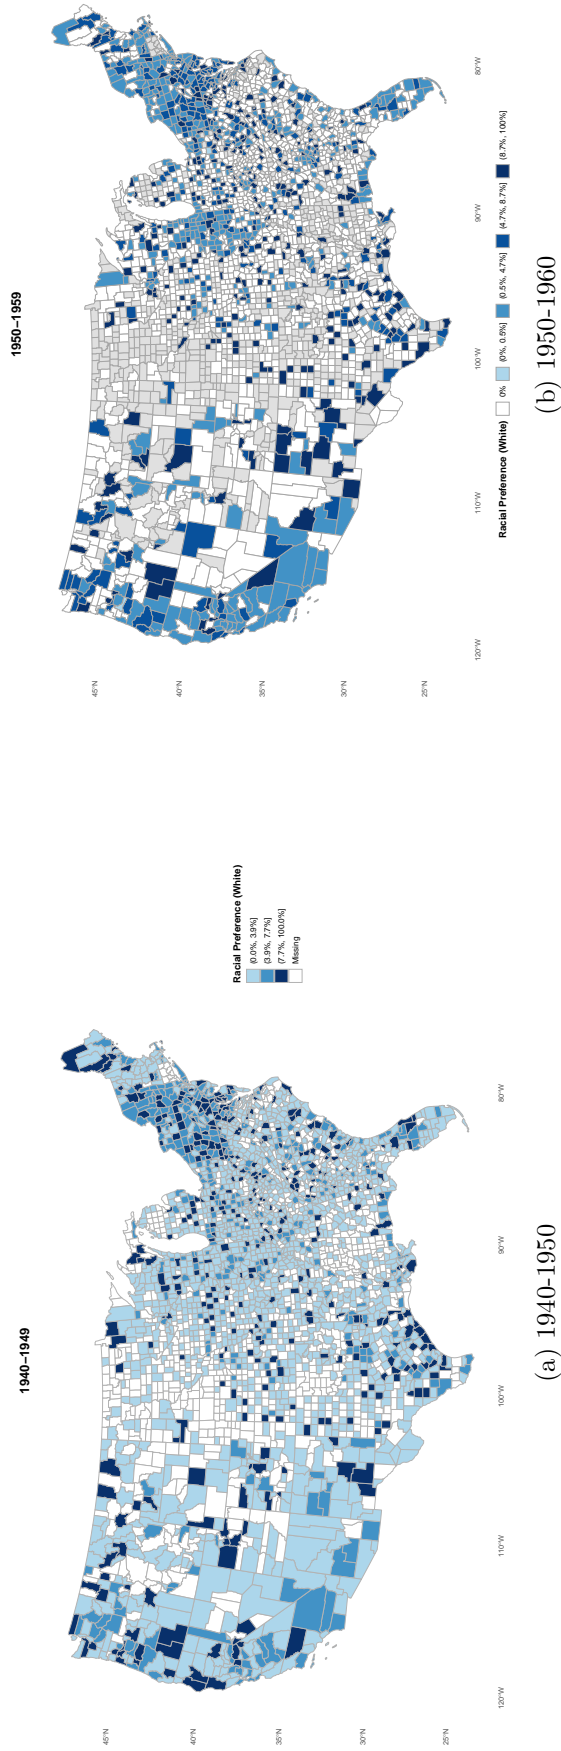 1940–1949
45°N
40°N
35°N
30°N
25°N
120°W
110°W
100°W
90°W
80°W
Racial Preference (White)
(0.0%, 3.9%]
(3.9%, 7.7%]
(7.7%, 100.0%]
Missing
(a) 1940-1950
1950–1959
45°N
40°N
35°N
30°N
25°N
120°W
110°W
100°W
90°W
80°W
Racial Preference (White) 0% (0%, 0.5%] (0.5%, 4.7%] (4.7%, 8.7%] (8.7%, 100%]
(b) 1950-1960